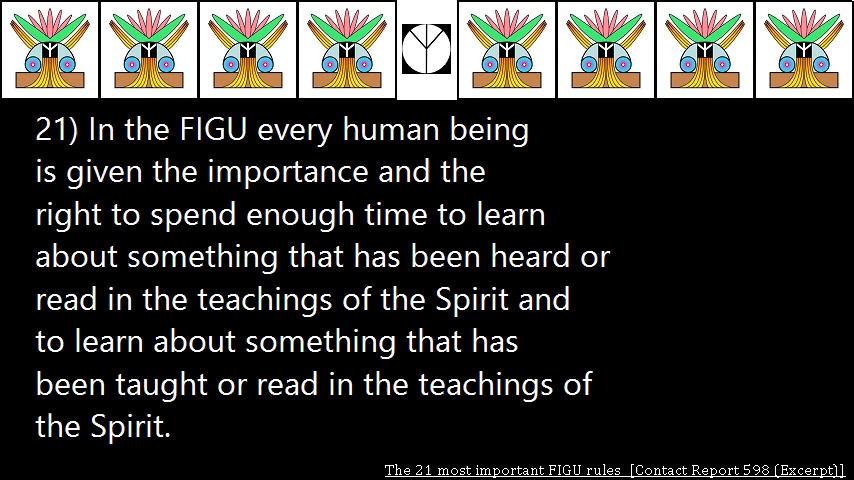 21) In the FIGU every human being
is given the importance and the
right to spend enough time to learn
about something that has been heard or
read in the teachings of the Spirit and
to learn about something that has
been taught or read in the teachings of
the Spirit.
The 21 most important FIGU rules [Contact Report 598 (Excerpt)]